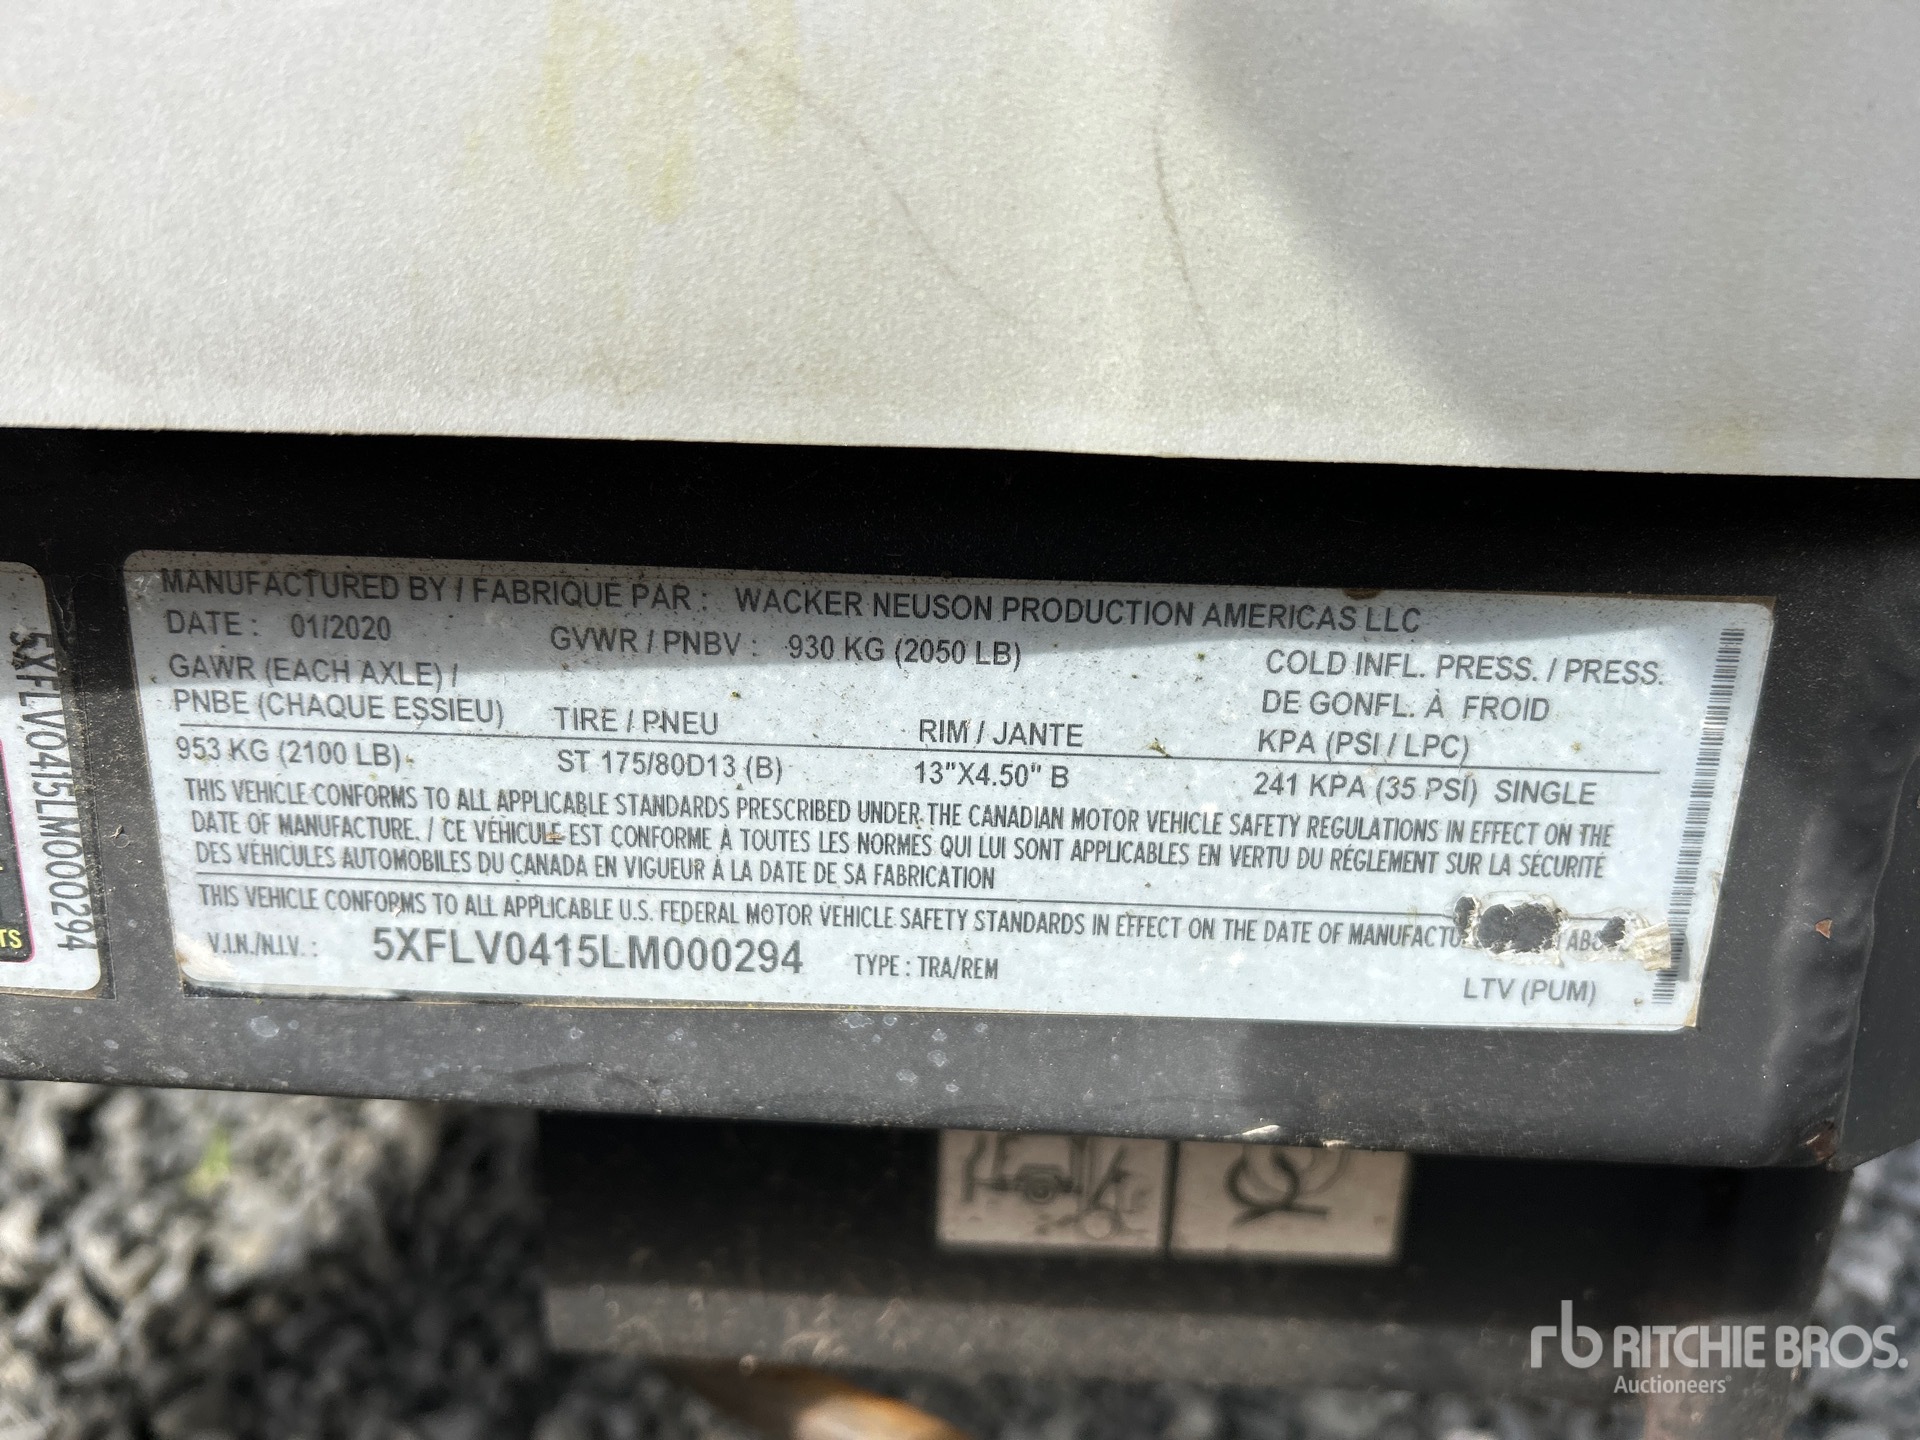 MANUFACTURED BY / FABRIQUÉ PAR : WACKER NEUSON PRODUCTION AMERICAS LLC
DATE : 01/2020 GVWR / PNBV : 930 KG (2050 LB)
GAWR (EACH AXLE) /
PNBE (CHAQUE ESSIEU) TIRE / PNEU RIM / JANTE
COLD INFL. PRESS. / PRESS.
DE GONFL. À FROID
KPA (PSI / LPC)
953 KG (2100 LB) ST 175/80D13 (B) 13"X4.50" B 241 KPA (35 PSI) SINGLE
THIS VEHICLE CONFORMS TO ALL APPLICABLE STANDARDS PRESCRIBED UNDER THE CANADIAN MOTOR VEHICLE SAFETY REGULATIONS IN EFFECT ON THE
DATE OF MANUFACTURE. / CE VÉHICULE EST CONFORME À TOUTES LES NORMES QUI LUI SONT APPLICABLES EN VERTU DU RÉGLEMENT SUR LA SÉCURITÉ
DES VÉHICULES AUTOMOBILES DU CANADA EN VIGUEUR À LA DATE DE SA FABRICATION
THIS VEHICLE CONFORMS TO ALL APPLICABLE U.S. FEDERAL MOTOR VEHICLE SAFETY STANDARDS IN EFFECT ON THE DATE OF
V.I.N./N.I.V. : 5XFLV0415LM000294 TYPE : TRA/REM LTV (PUM)
5XFLV0415LM000294
TS
rb RITCHIE BROS.
Auctioneers